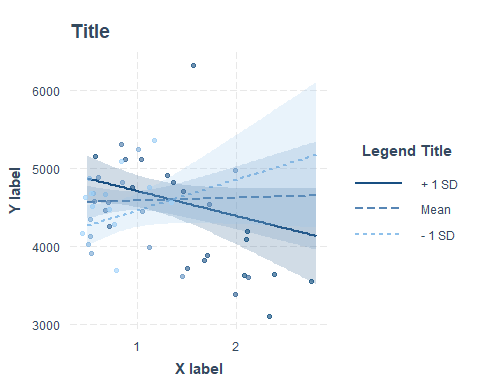 Title
6000
5000
4000
3000
Y label
1
2
X label
Legend Title
+ 1 SD
Mean
- 1 SD